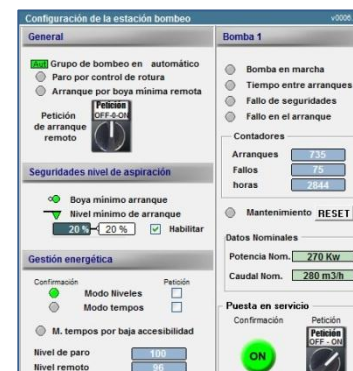 Configuración de la estación bombeo
v0006
General
Aut Grupo de bombeo en automático
Paro por control de rotura
Arranque por boya mínima remota
Petición de arranque remoto
Petición
OFF-0-ON
Seguridades nivel de aspiración
Boya mínimo arranque
Nivel mínimo de arranque
20 % 20 % Habilitar
Gestión energética
Confirmación Petición
Modo Niveles
Modo tempos
M. tempos por baja accesibilidad
Nivel de paro 100
Nivel remoto 96
Bomba 1
Bomba en marcha
Tiempo entre arranques
Fallo de seguridades
Fallo en el arranque
Contadores
Arranques 735
Fallos 75
horas 2844
Mantenimiento RESET
Datos Nominales
Potencia Nom. 270 Kw
Caudal Nom. 280 m3/h
Puesta en servicio
Confirmación Petición
ON
Petición
OFF - ON